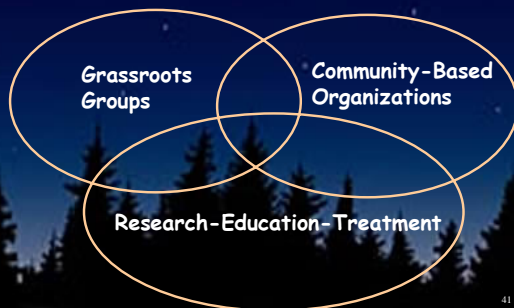 Grassroots
Groups
Community-Based
Organizations
Research-Education-Treatment
41